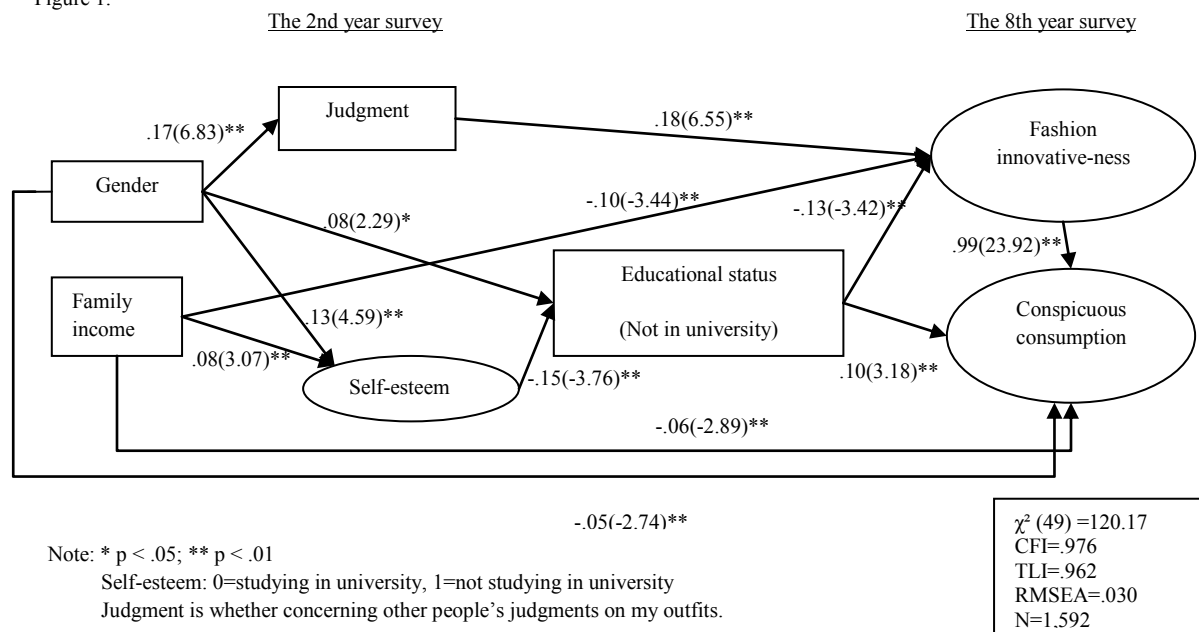 Figure 1.
The 2nd year survey
The 8th year survey
Judgment
.18(6.55)**
Fashion
innovative-ness
.17(6.83)**
Gender
-.10(-3.44)**
-.13(-3.42)**
.08(2.29)*
.99(23.92)**
Educational status
(Not in university)
Family
income
Conspicuous
consumption
.13(4.59)**
.08(3.07)**
Self-esteem
-.15(-3.76)**
.10(3.18)**
-.06(-2.89)**
-.05(-2.74)**
χ² (49) =120.17
CFI=.976
TLI=.962
RMSEA=.030
N=1,592
Note: * p < .05; ** p < .01
Self-esteem: 0=studying in university, 1=not studying in university
Judgment is whether concerning other people’s judgments on my outfits.